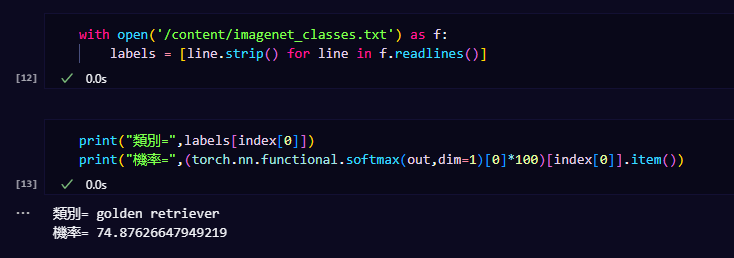 with open('/content/imagenet_classes.txt') as f:
    labels = [line.strip() for line in f.readlines()]
[12]
0.0s
print("類別=",labels[index[0]])
print("機率=",(torch.nn.functional.softmax(out,dim=1)[0]*100)[index[0]].item())
[13]
0.0s
... 類別= golden retriever
機率= 74.87626647949219